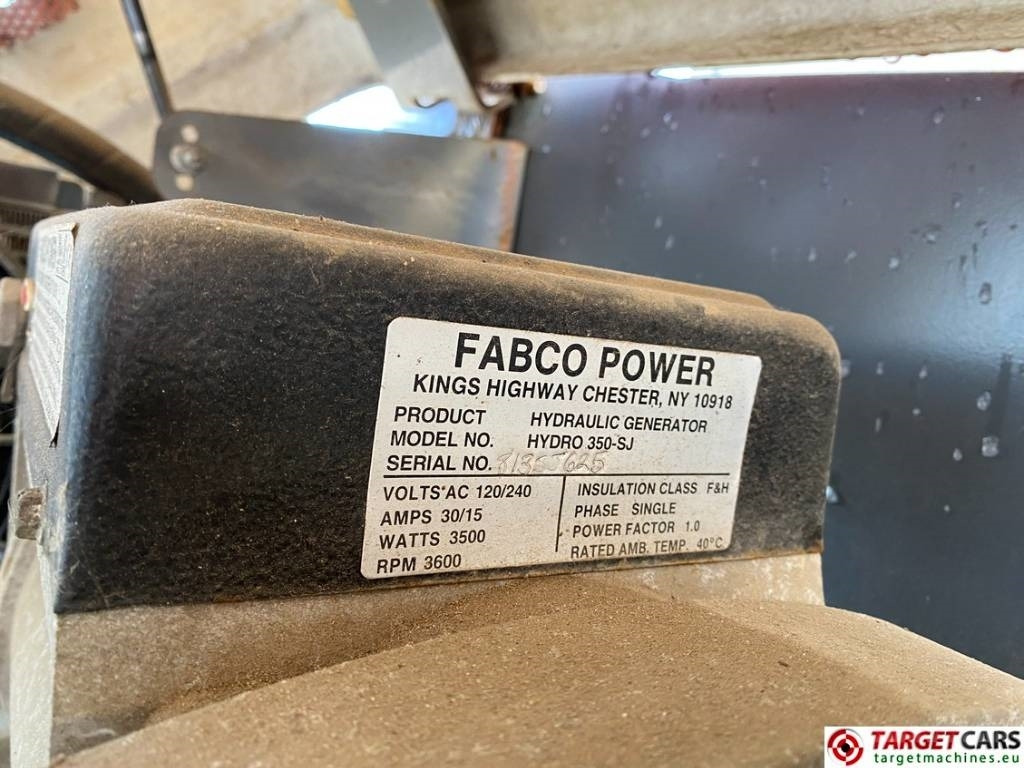 FABCO POWER
KINGS HIGHWAY CHESTER, NY 10918
PRODUCT HYDRAULIC GENERATOR
MODEL NO. HYDRO 350-SJ
SERIAL NO.
VOLTS AC 120/240
AMPS 30/15
WATTS 3500
RPM 3600
INSULATION CLASS F&H
PHASE SINGLE
POWER FACTOR 1.0
RATED AMB. TEMP. 40°C
TARGETCARS
targetmachines.eu